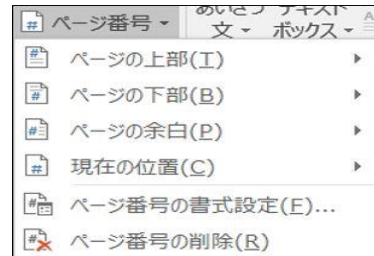 ページ番号 あいさつ テキスト
文 ボックス
ページの上部(T)
ページの下部(B)
ページの余白(P)
現在の位置(C)
ページ番号の書式設定(F)...
ページ番号の削除(R)